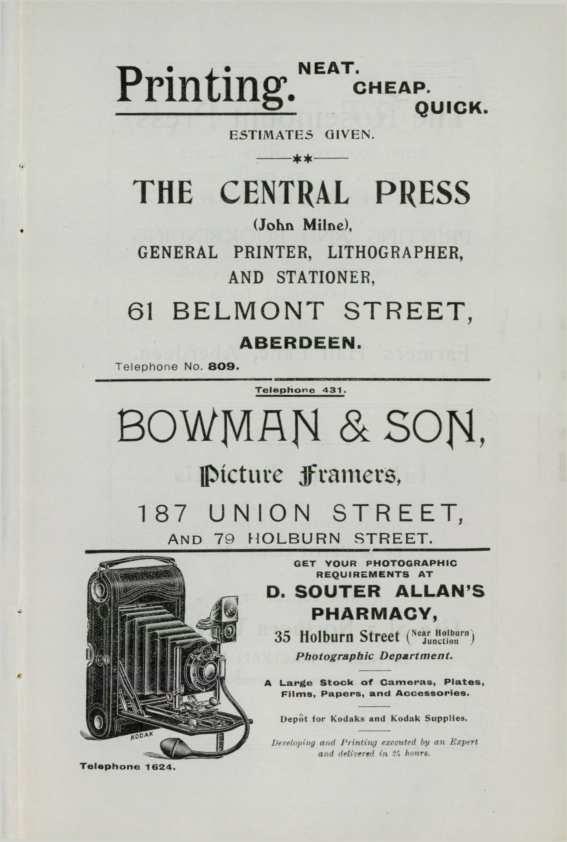 Printing. NEAT.
CHEAP.
QUICK.
ESTIMATES GIVEN.
THE CENTRAL PRESS
(John Milne),
GENERAL PRINTER, LITHOGRAPHER,
AND STATIONER,
61 BELMONT STREET,
ABERDEEN.
Telephone No. 809.
Telephone 431.
BOWMAN & SON,
Picture Framers,
187 UNION STREET,
AND 79 HOLBURN STREET.
GET YOUR PHOTOGRAPHIC
REQUIREMENTS AT
D. SOUTER ALLAN'S
PHARMACY,
35 Holburn Street (Near Holburn Junction)
Photographic Department.
A Large Stock of Cameras, Plates,
Films, Papers, and Accessories.
Depôt for Kodaks and Kodak Supplies.
Developing and Printing executed by an Expert
and delivered in 24 hours.
KODAK
Telephone 1624.